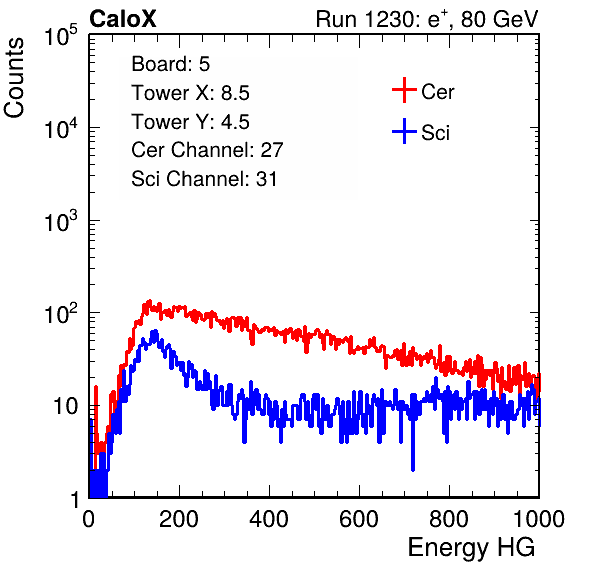 CaloX Run 1230: e⁺, 80 GeV
Counts
10⁵
10⁴
10³
10²
10
1
Board: 5
Tower X: 8.5
Tower Y: 4.5
Cer Channel: 27
Sci Channel: 31
Cer
Sci
0 200 400 600 800 1000
Energy HG